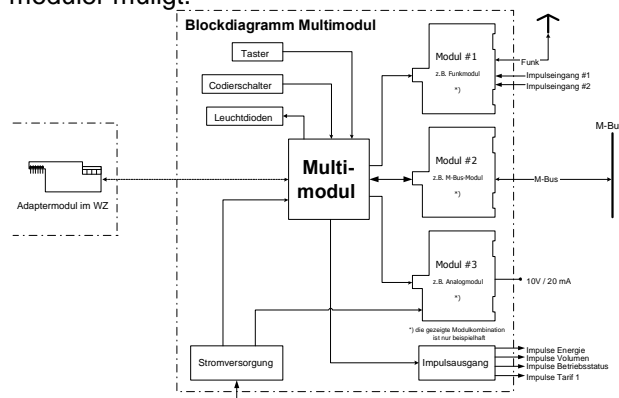 moduler muligt.
Blockdiagramm Multimodul
Taster
Codierschalter
Leuchtdioden
Modul #1
z.B. Funkmodul
*)
Funk
Impulseingang #1
Impulseingang #2
M-Bu
Multi-
modul
Modul #2
z.B. M-Bus-Modul
*)
M-Bus
Adaptermodul im WZ
Modul #3
z.B. Analogmodul
*)
10V / 20 mA
*) die gezeigte Modulkombination
ist nur beispielhaft
Stromversorgung
Impulsausgang
Impulse Energie
Impulse Volumen
Impulse Betriebsstatus
Impulse Tarif 1